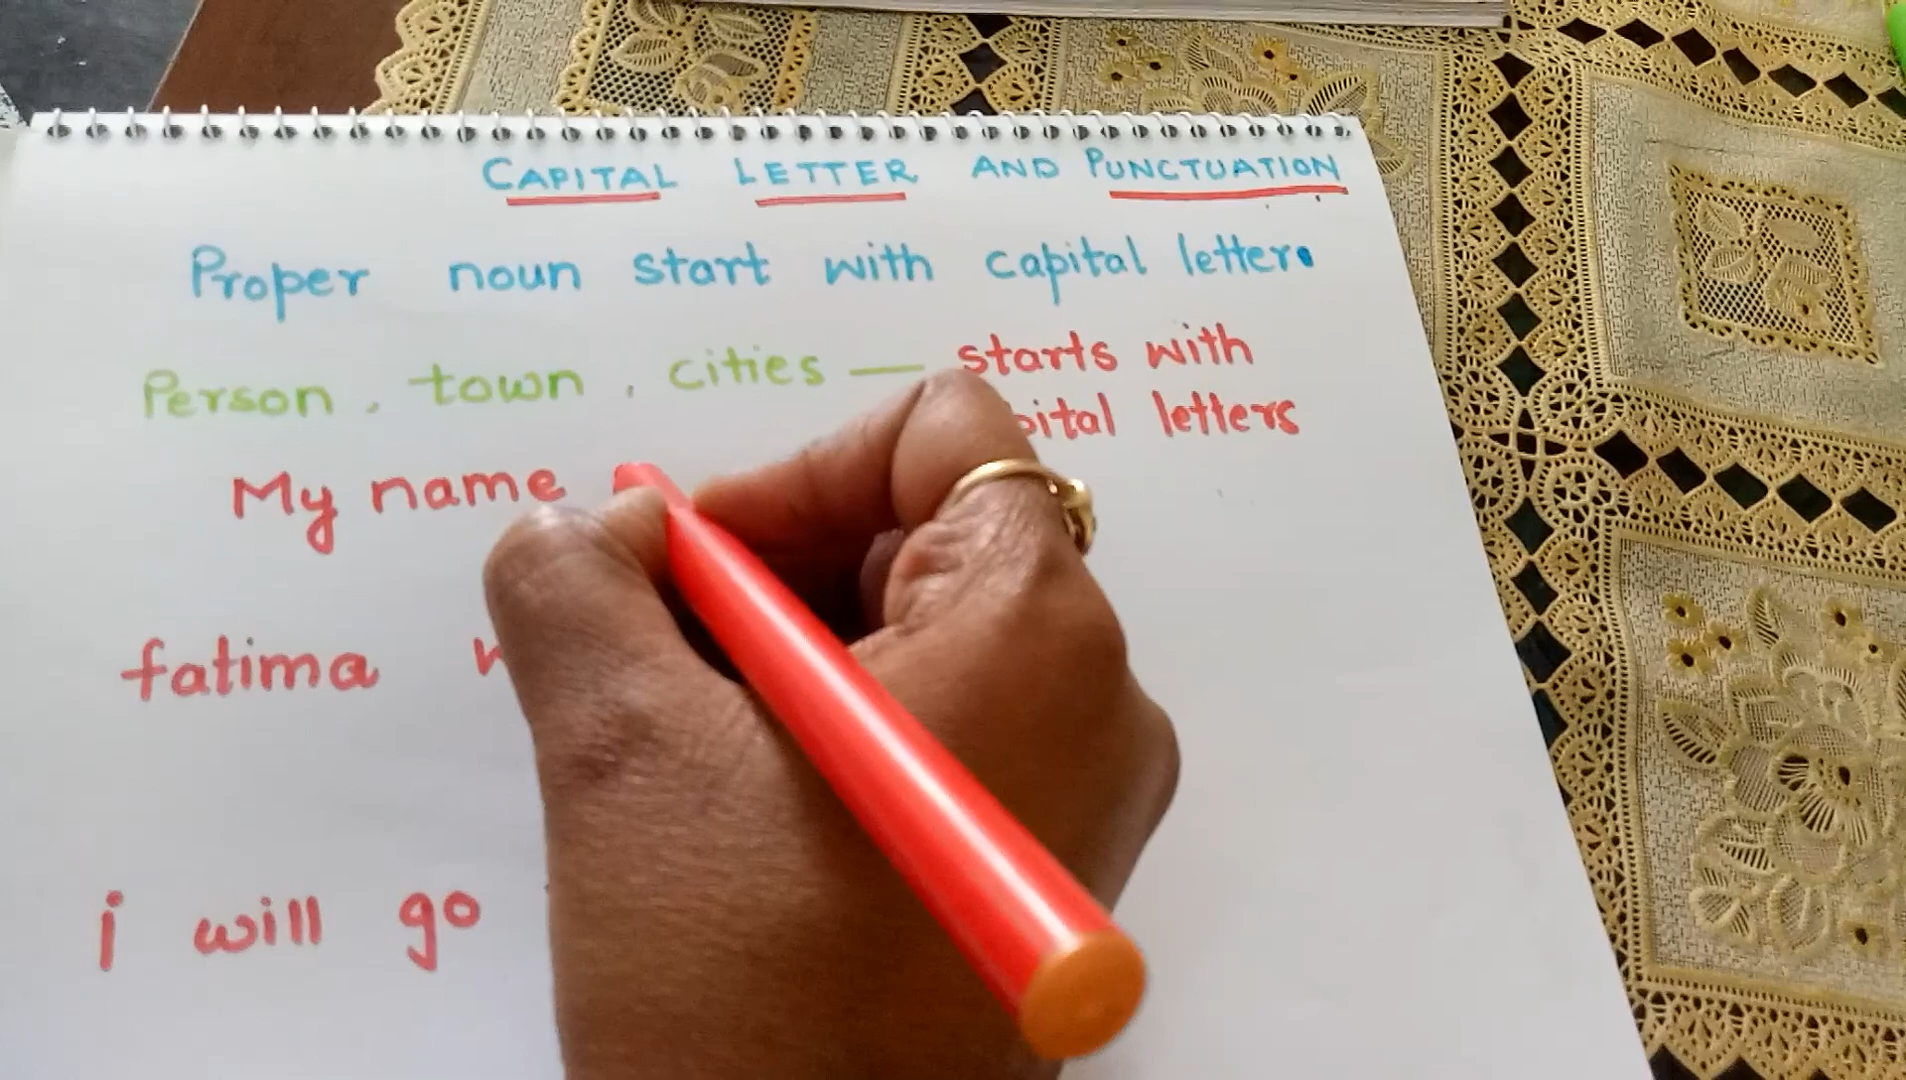 CAPITAL LETTER AND PUNCTUATION
Proper noun start with capital letter.
Person, town, cities — starts with
letters
My name
fatima
i will go